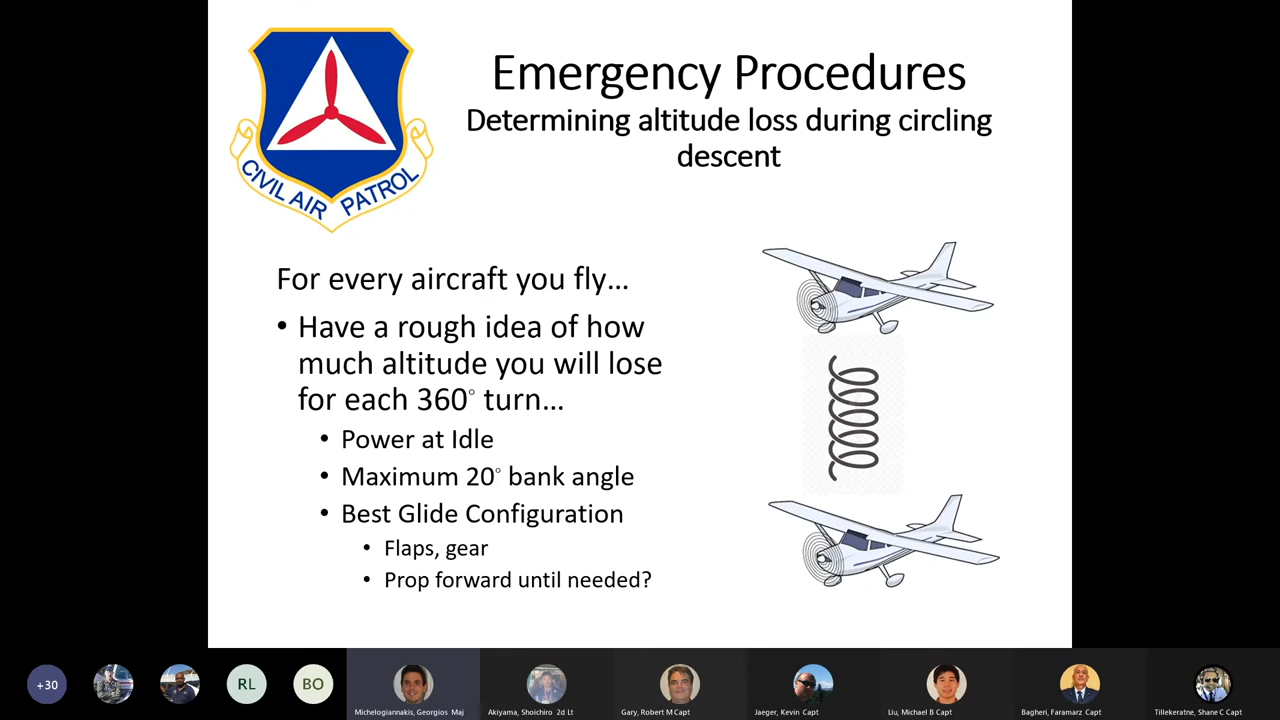 CIVIL AIR PATROL
Emergency Procedures
Determining altitude loss during circling
descent
For every aircraft you fly…
• Have a rough idea of how
much altitude you will lose
for each 360° turn…
• Power at Idle
• Maximum 20° bank angle
• Best Glide Configuration
• Flaps, gear
• Prop forward until needed?
+30
RL
BO
Michelogiannakis, Georgios Maj
Akiyama, Shoichiro 2d Lt
Gary, Robert M Capt
Jaeger, Kevin Capt
Liu, Michael B Capt
Bagheri, Faramarz Capt
Tillekeratne, Shane C Capt